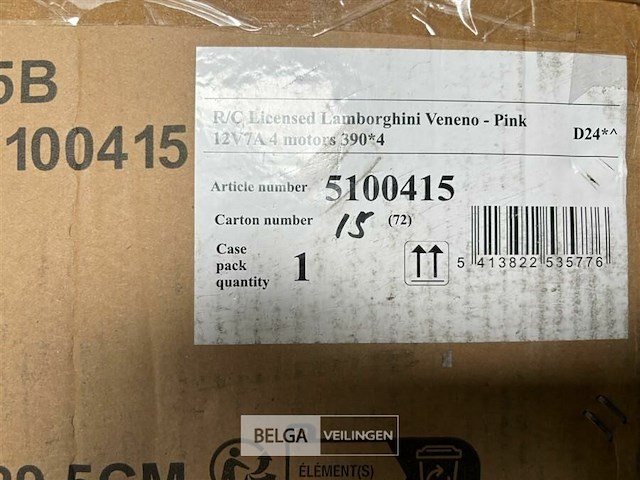 5B
100415
R/C Licensed Lamborghini Veneno - Pink
12V7A 4 motors 390*4
D24*^
Article number 5100415
Carton number 15 (72)
Case
pack
quantity 1
5 413822 535776
BELGA VEILINGEN
ÉLÉMENT(S)